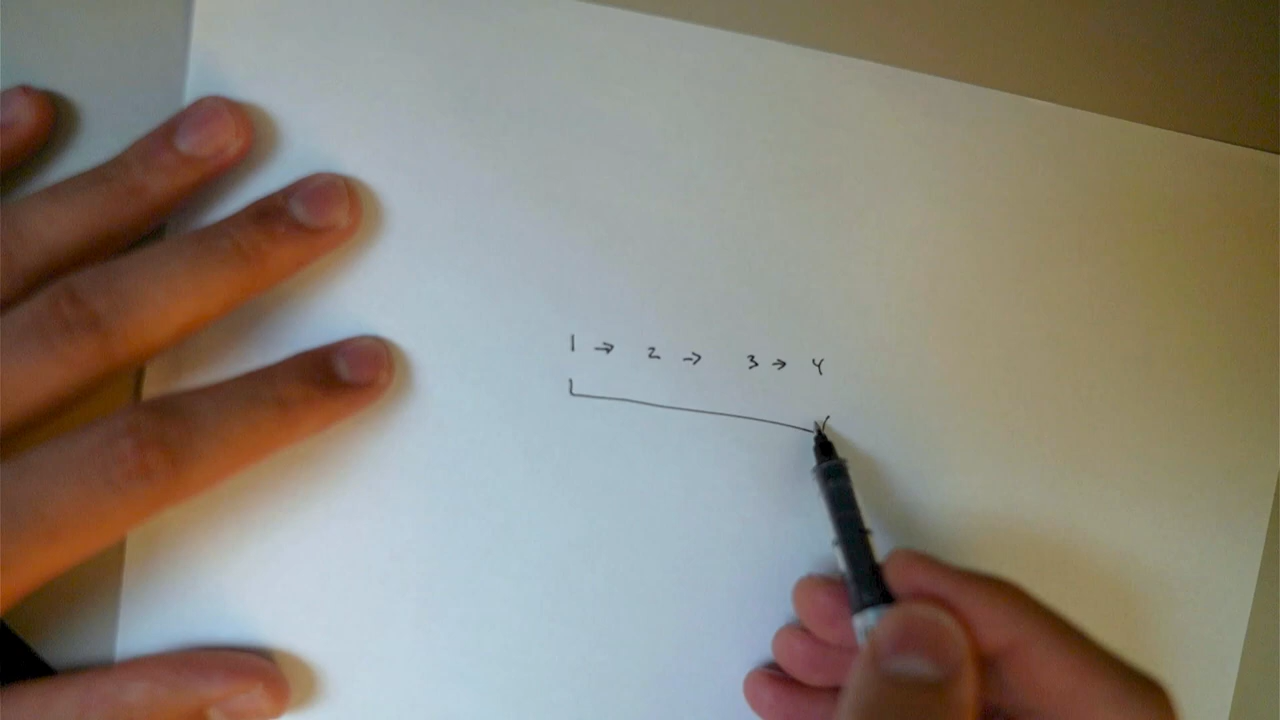 1 → 2 → 3 → 4